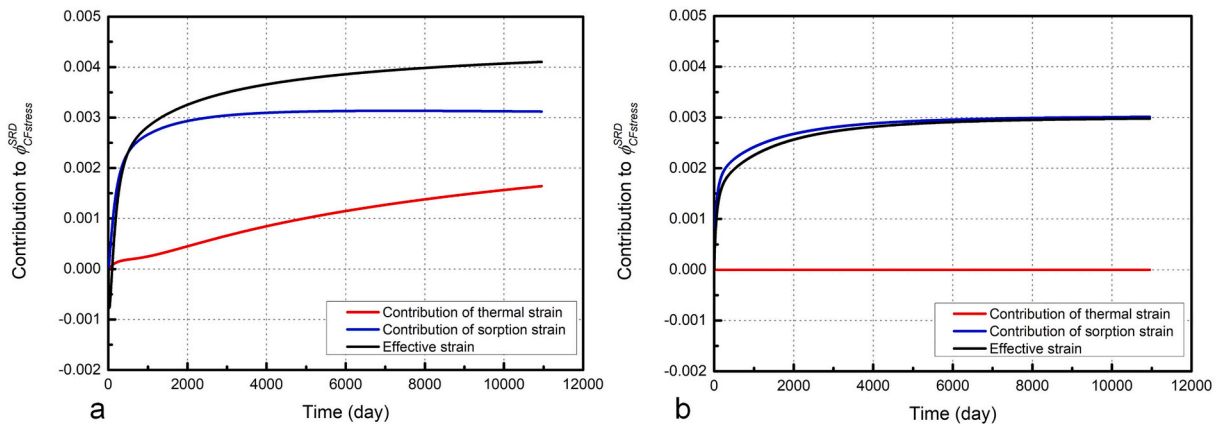 0.005
0.004
0.003
0.002
0.001
0.000
-0.001
-0.002
Contribution to ϕ^SRD_CFstress
0 2000 4000 6000 8000 10000 12000
Time (day)
Contribution of thermal strain
Contribution of sorption strain
Effective strain
a
0.005
0.004
0.003
0.002
0.001
0.000
-0.001
-0.002
Contribution to ϕ^SRD_CFstress
0 2000 4000 6000 8000 10000 12000
Time (day)
Contribution of thermal strain
Contribution of sorption strain
Effective strain
b